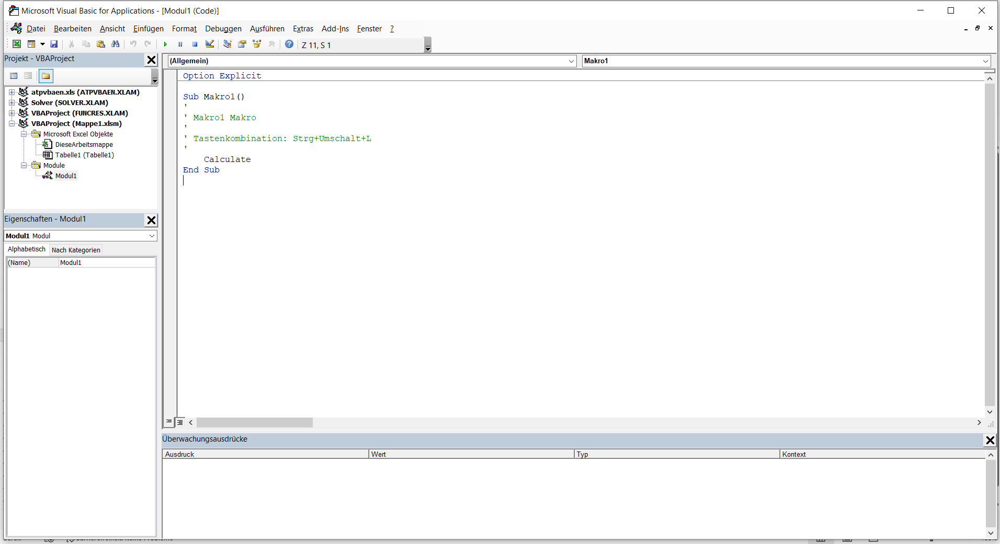 Microsoft Visual Basic for Applications - [Modul1 (Code)]
Datei Bearbeiten Ansicht Einfügen Format Debuggen Ausführen Extras Add-Ins Fenster ?
Z 11, S 1
Projekt - VBAProject
atpvbaen.xls (ATPVBAEN.XLAM)
Solver (SOLVER.XLAM)
VBAProject (FUNCRES.XLAM)
VBAProject (Mappe1.xlsm)
Microsoft Excel Objekte
DieseArbeitsmappe
Tabelle1 (Tabelle1)
Module
Modul1
Eigenschaften - Modul1
Modul1 Modul
Alphabetisch Nach Kategorien
(Name) Modul1
(Allgemein) Makro1
Option Explicit
Sub Makro1()
'
' Makro1 Makro
'
' Tastenkombination: Strg+Umschalt+L
'
Calculate
End Sub
Überwachungsausdrücke
Ausdruck Wert Typ Kontext